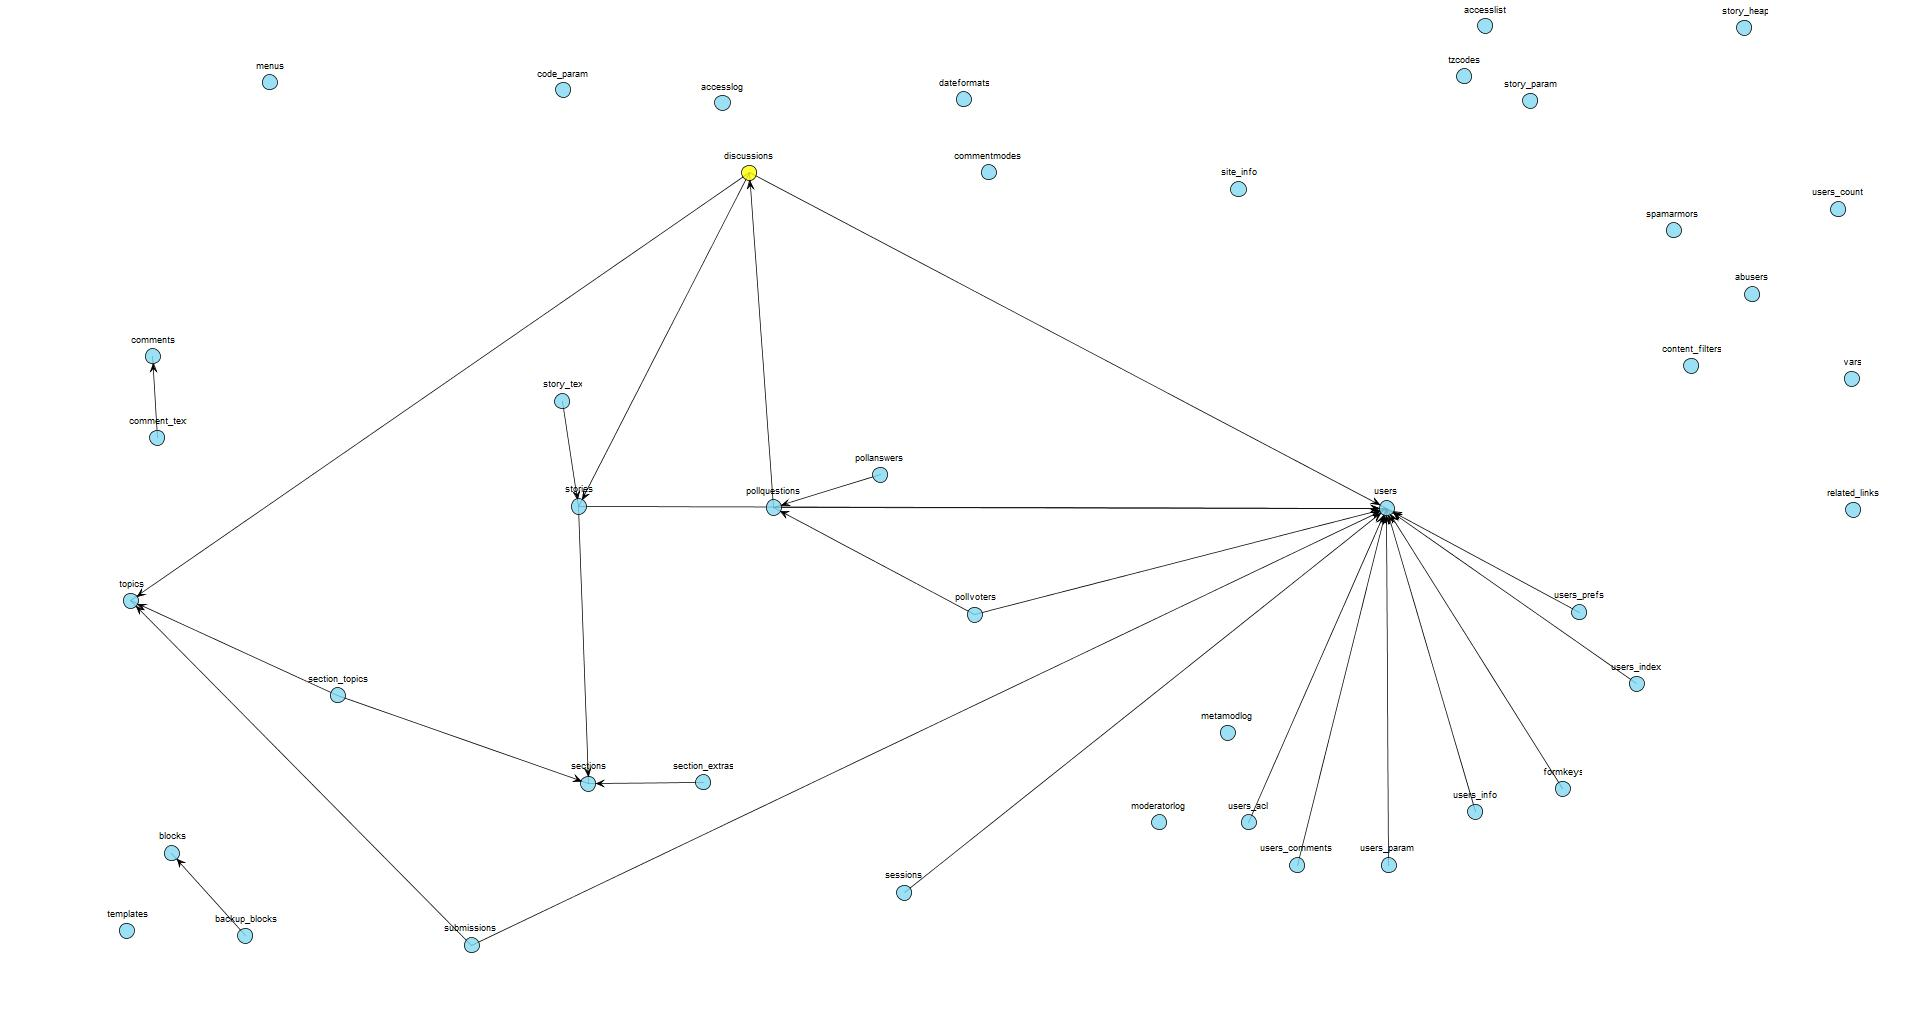 accesslist
story_heap
menus
code_param
accesslog
dateformats
tzcodes
story_param
discussions
commentmodes
site_info
users_count
spamarmors
abusers
comments
content_filters
vars
story_tex
comment_tex
pollanswers
stories
pollquestions
users
related_links
topics
pollvoters
users_prefs
section_topics
users_index
metamodlog
sections
section_extras
formkeys
users_info
moderatorlog
users_acl
blocks
users_comments
users_param
sessions
templates
backup_blocks
submissions